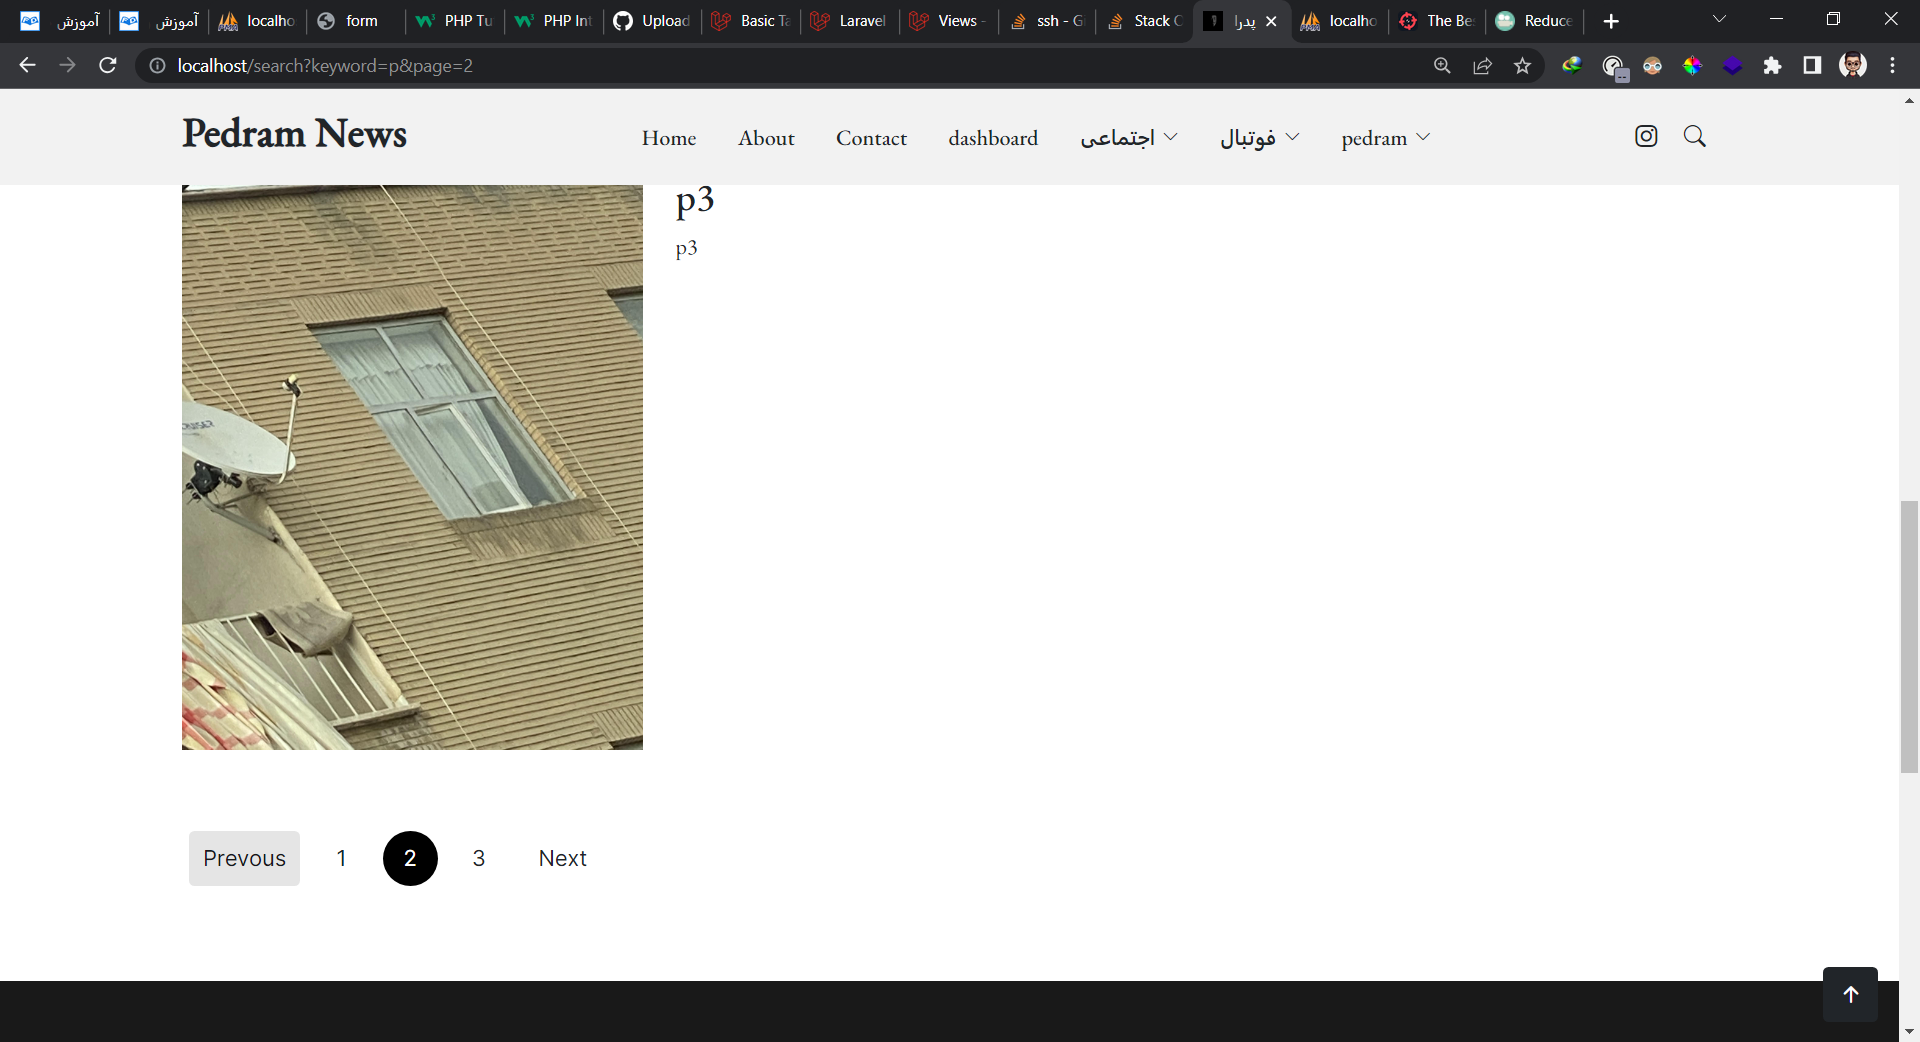 آموزش
آموزش
localho
form
PHP Tu
PHP Int
Upload
Basic Ta
Laravel
Views -
ssh - Gi
Stack O
پدرا
localho
The Be
Reduce
localhost/search?keyword=p&page=2
Pedram News
Home
About
Contact
dashboard
اجتماعی
فوتبال
pedram
p3
p3
Prevous
1
2
3
Next